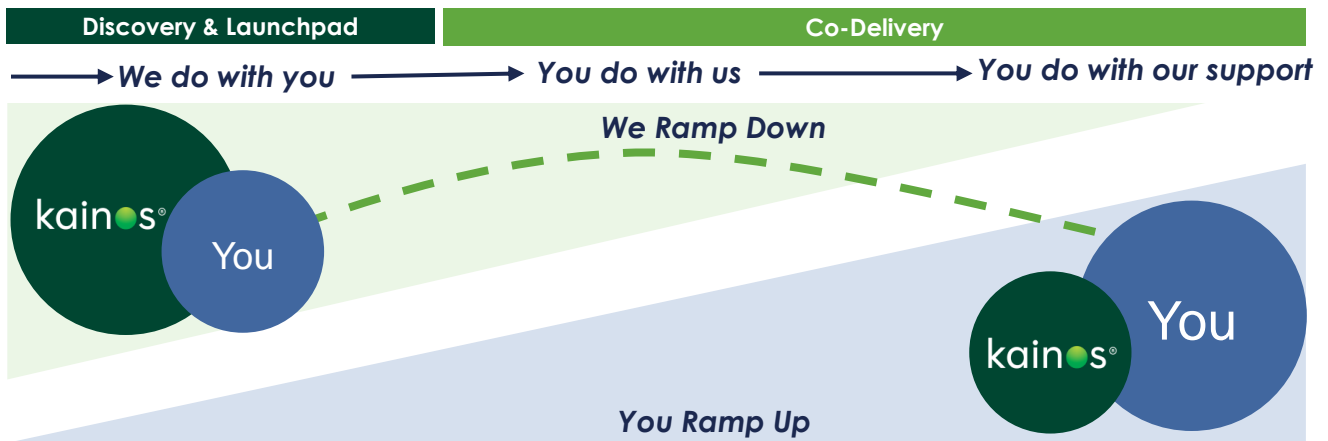 Discovery & Launchpad
Co-Delivery
We do with you
You do with us
You do with our support
We Ramp Down
kainos®
You
You
kainos®
You Ramp Up